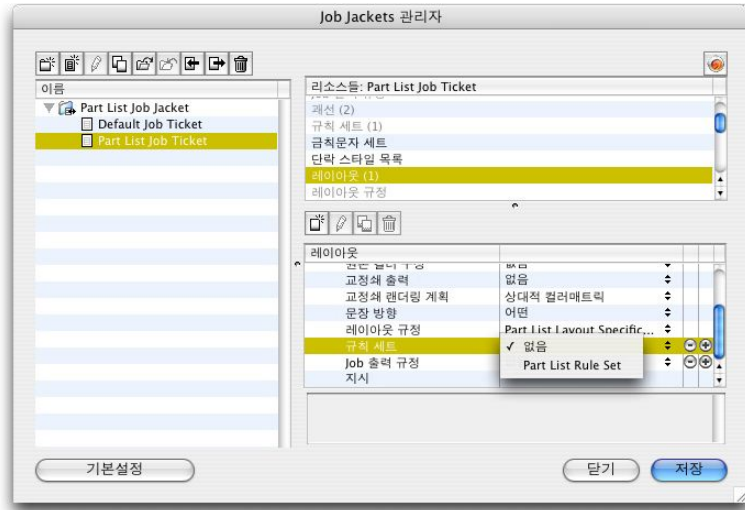 Job Jackets 관리자
이름
Part List Job Jacket
Default Job Ticket
Part List Job Ticket
리소스들: Part List Job Ticket
괘선 (2)
규칙 세트 (1)
금칙문자 세트
단락 스타일 목록
레이아웃 (1)
레이아웃 규정
레이아웃
교정쇄 출력 없음
교정쇄 랜더링 계획 상대적 컬러매트릭
문장 방향 어떤
레이아웃 규정 Part List Layout Specific...
규칙 세트 ✓ 없음
Part List Rule Set
Job 출력 규정
지시
기본설정 닫기 저장